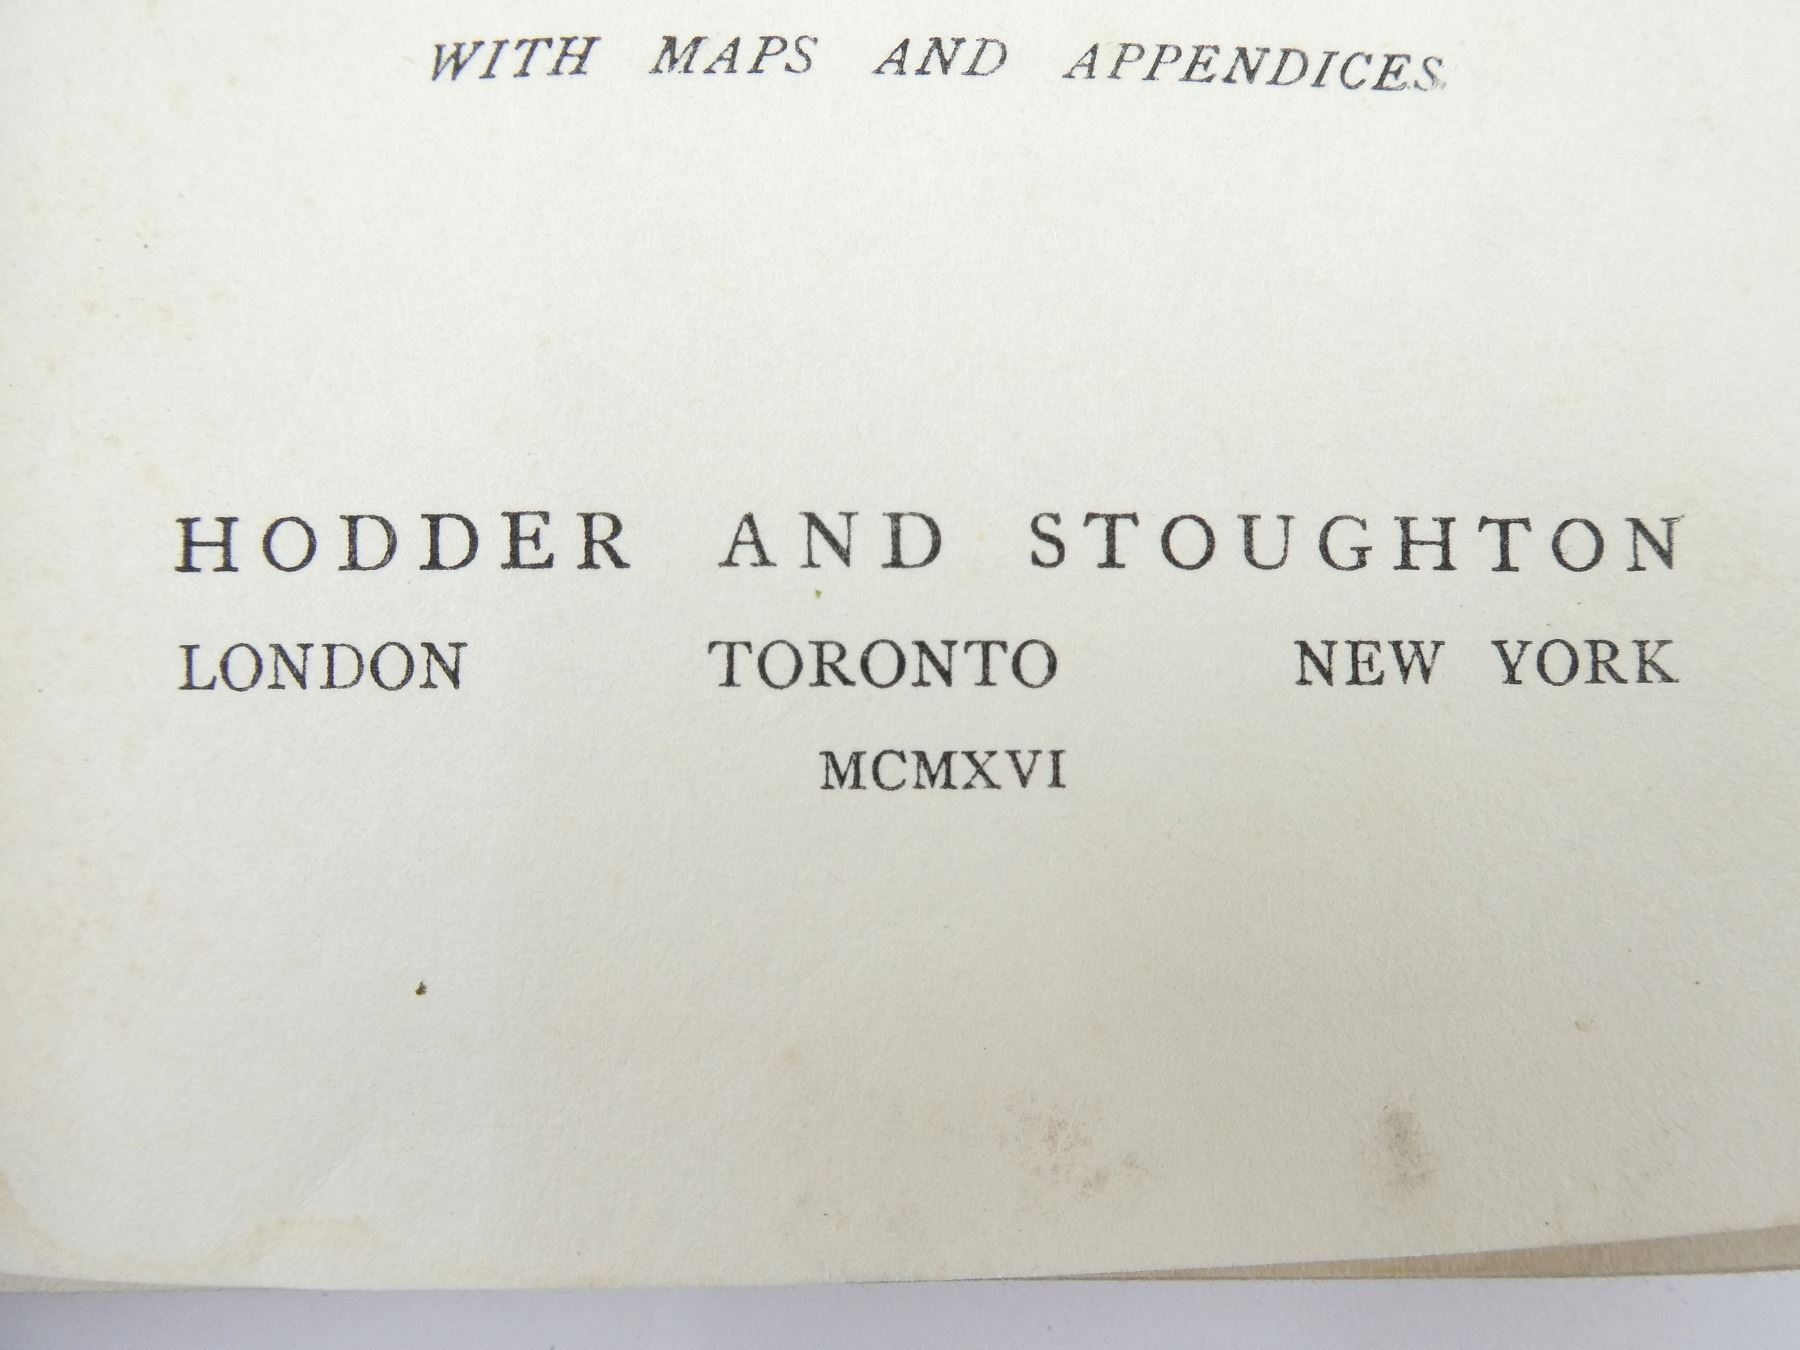 WITH MAPS AND APPENDICES
HODDER AND STOUGHTON
LONDON TORONTO NEW YORK
MCMXVI